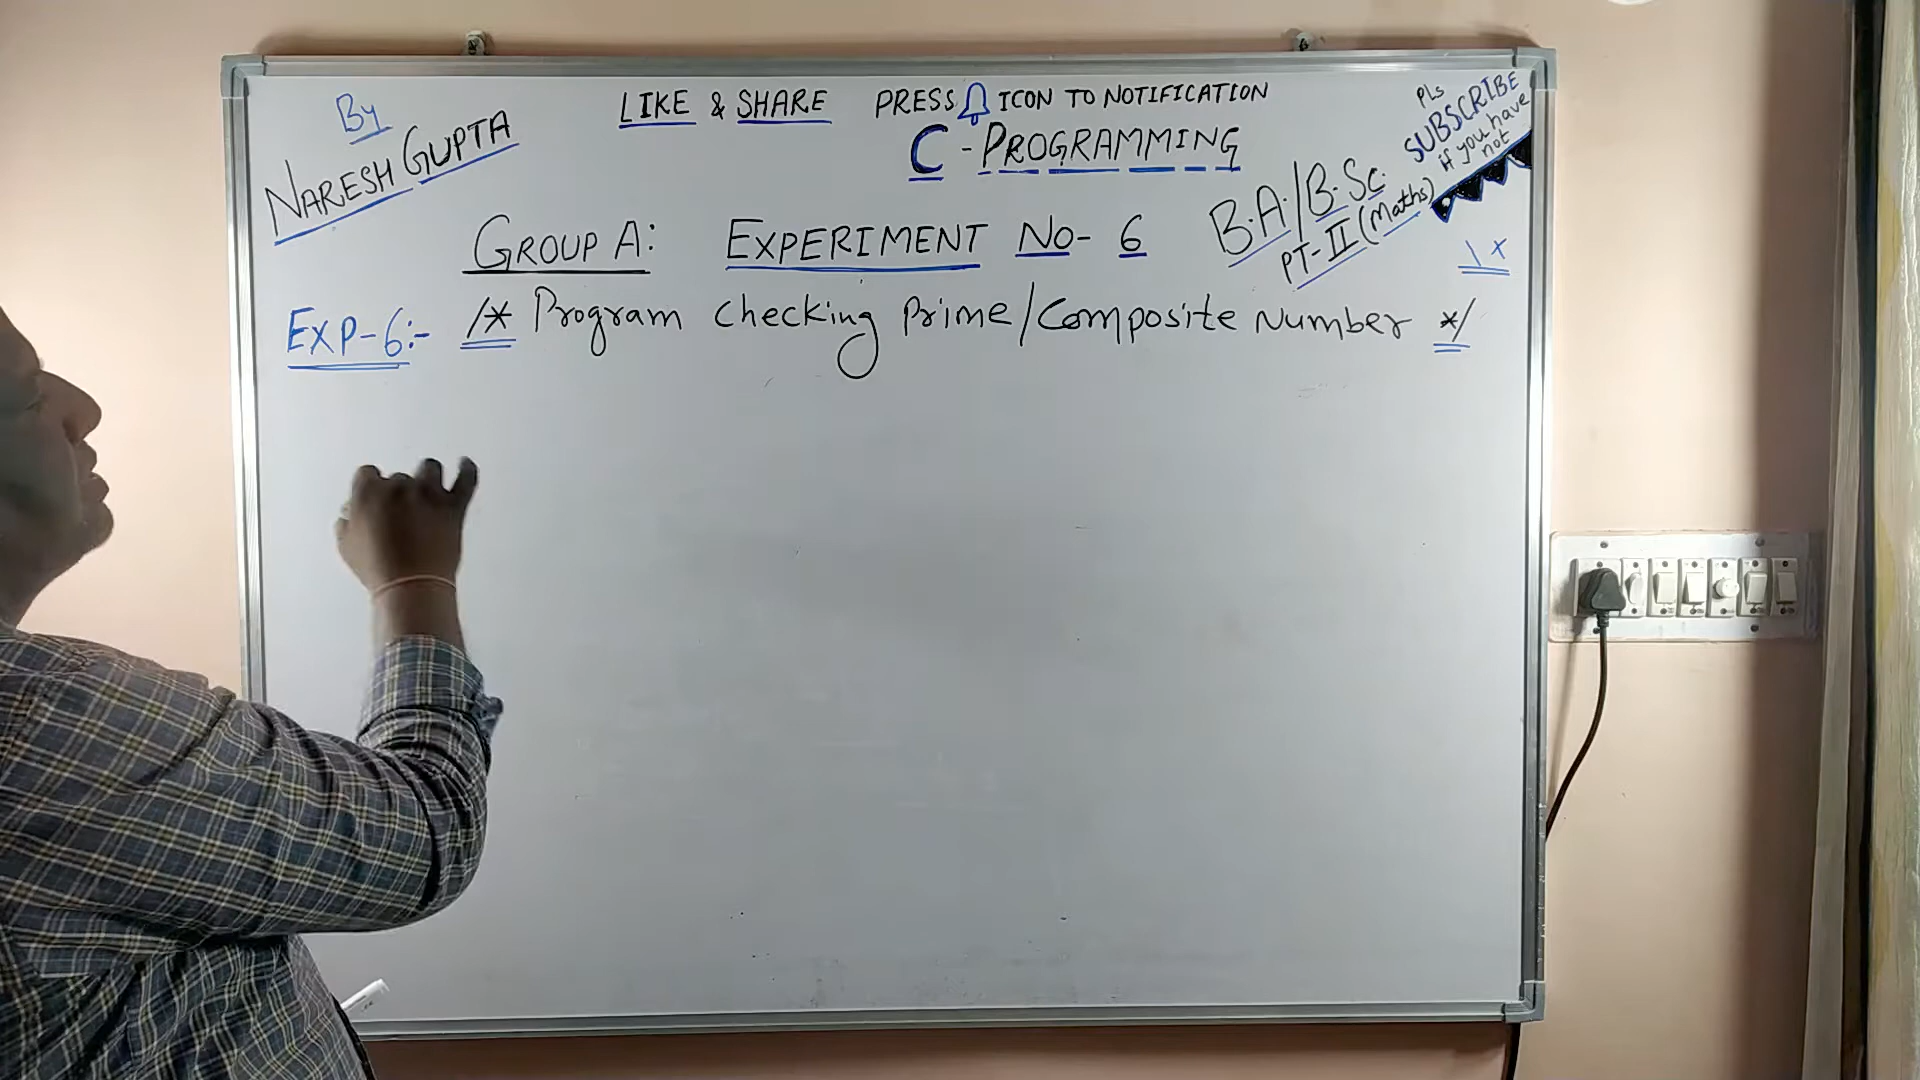 By
NARESH GUPTA
LIKE & SHARE PRESS ICON TO NOTIFICATION
C - PROGRAMMING
PLS
SUBSCRIBE
if you have
not
B.A./B.Sc.
PT-II (Maths)
GROUP A: EXPERIMENT NO- 6
EXP-6:- /* Program Checking Prime/Composite Number */